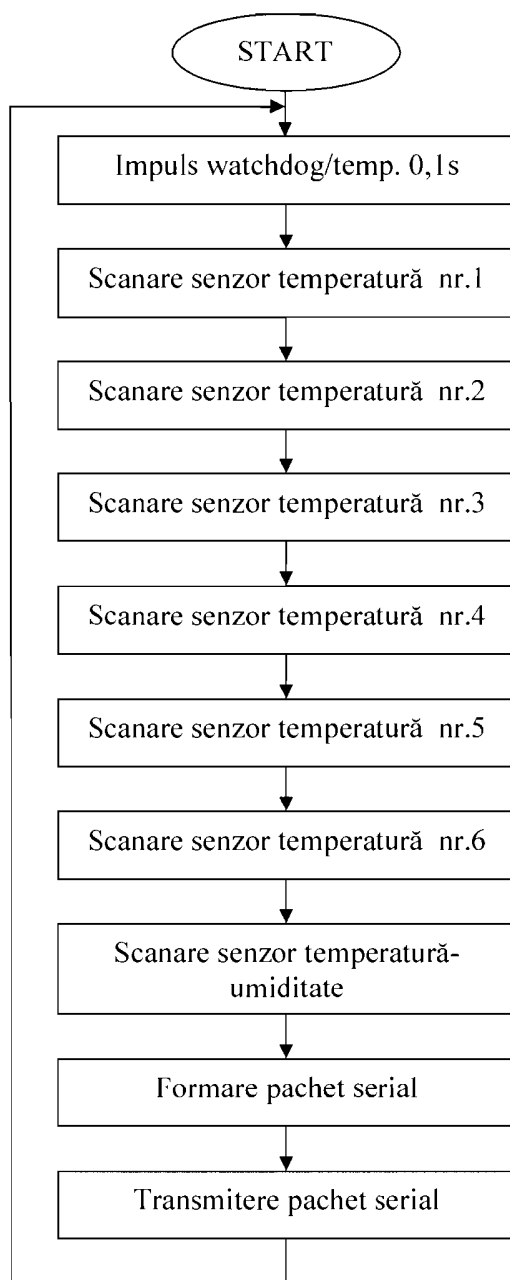 START
Impuls watchdog/temp. 0,1s
Scanare senzor temperatură nr.1
Scanare senzor temperatură nr.2
Scanare senzor temperatură nr.3
Scanare senzor temperatură nr.4
Scanare senzor temperatură nr.5
Scanare senzor temperatură nr.6
Scanare senzor temperatură-
umiditate
Formare pachet serial
Transmitere pachet serial